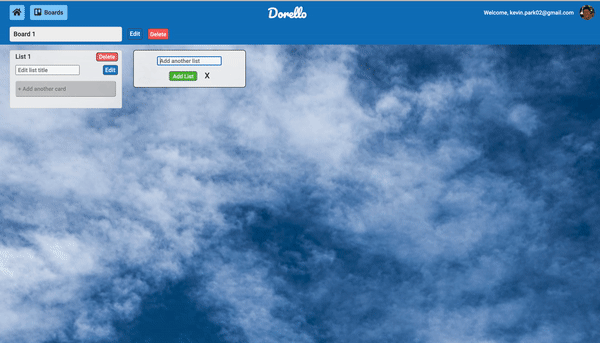 Boards
Dorello
Welcome, kevin.park02@gmail.com
Board 1
Edit
Delete
List 1
Delete
Edit list title
Edit
+ Add another card
Add another list
Add List
X